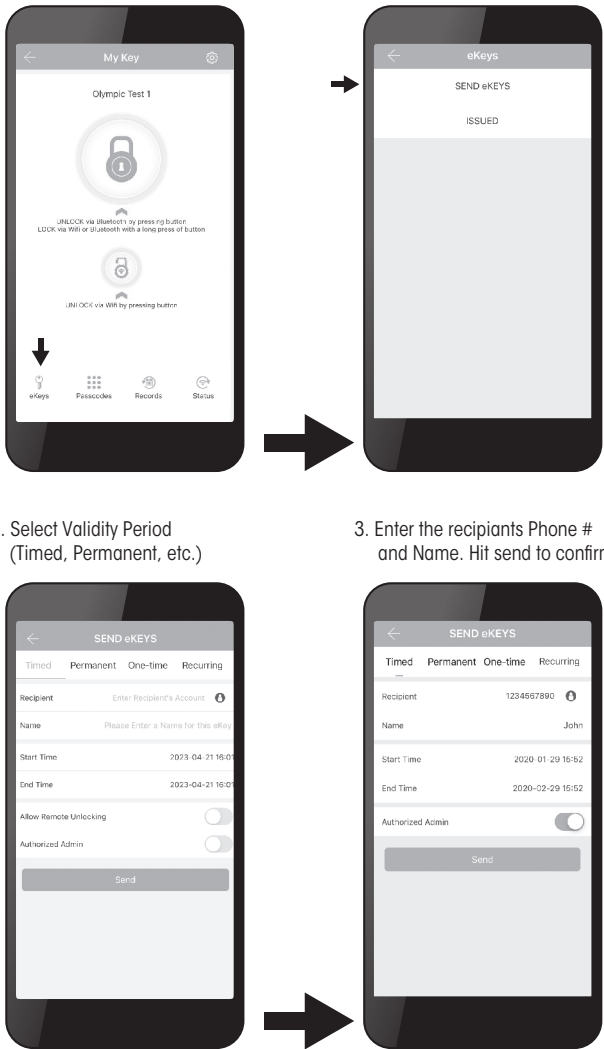 My Key
Olympic Test 1
UNLOCK via Bluetooth by pressing button
LOCK via Wifi or Bluetooth with a long press of button
UNLOCK via Wifi by pressing button
eKeys Passcodes Records Status
eKeys
SEND eKEYS
ISSUED
. Select Validity Period
(Timed, Permanent, etc.)
3. Enter the recipiants Phone #
and Name. Hit send to confirm
SEND eKEYS
Timed Permanent One-time Recurring
Recipient Enter Recipient's Account
Name Please Enter a Name for this eKey
Start Time 2023-04-21 16:01
End Time 2023-04-21 16:01
Allow Remote Unlocking
Authorized Admin
Send
SEND eKEYS
Timed Permanent One-time Recurring
Recipient 1234567890
Name John
Start Time 2020-01-29 15:52
End Time 2020-02-29 15:52
Authorized Admin
Send